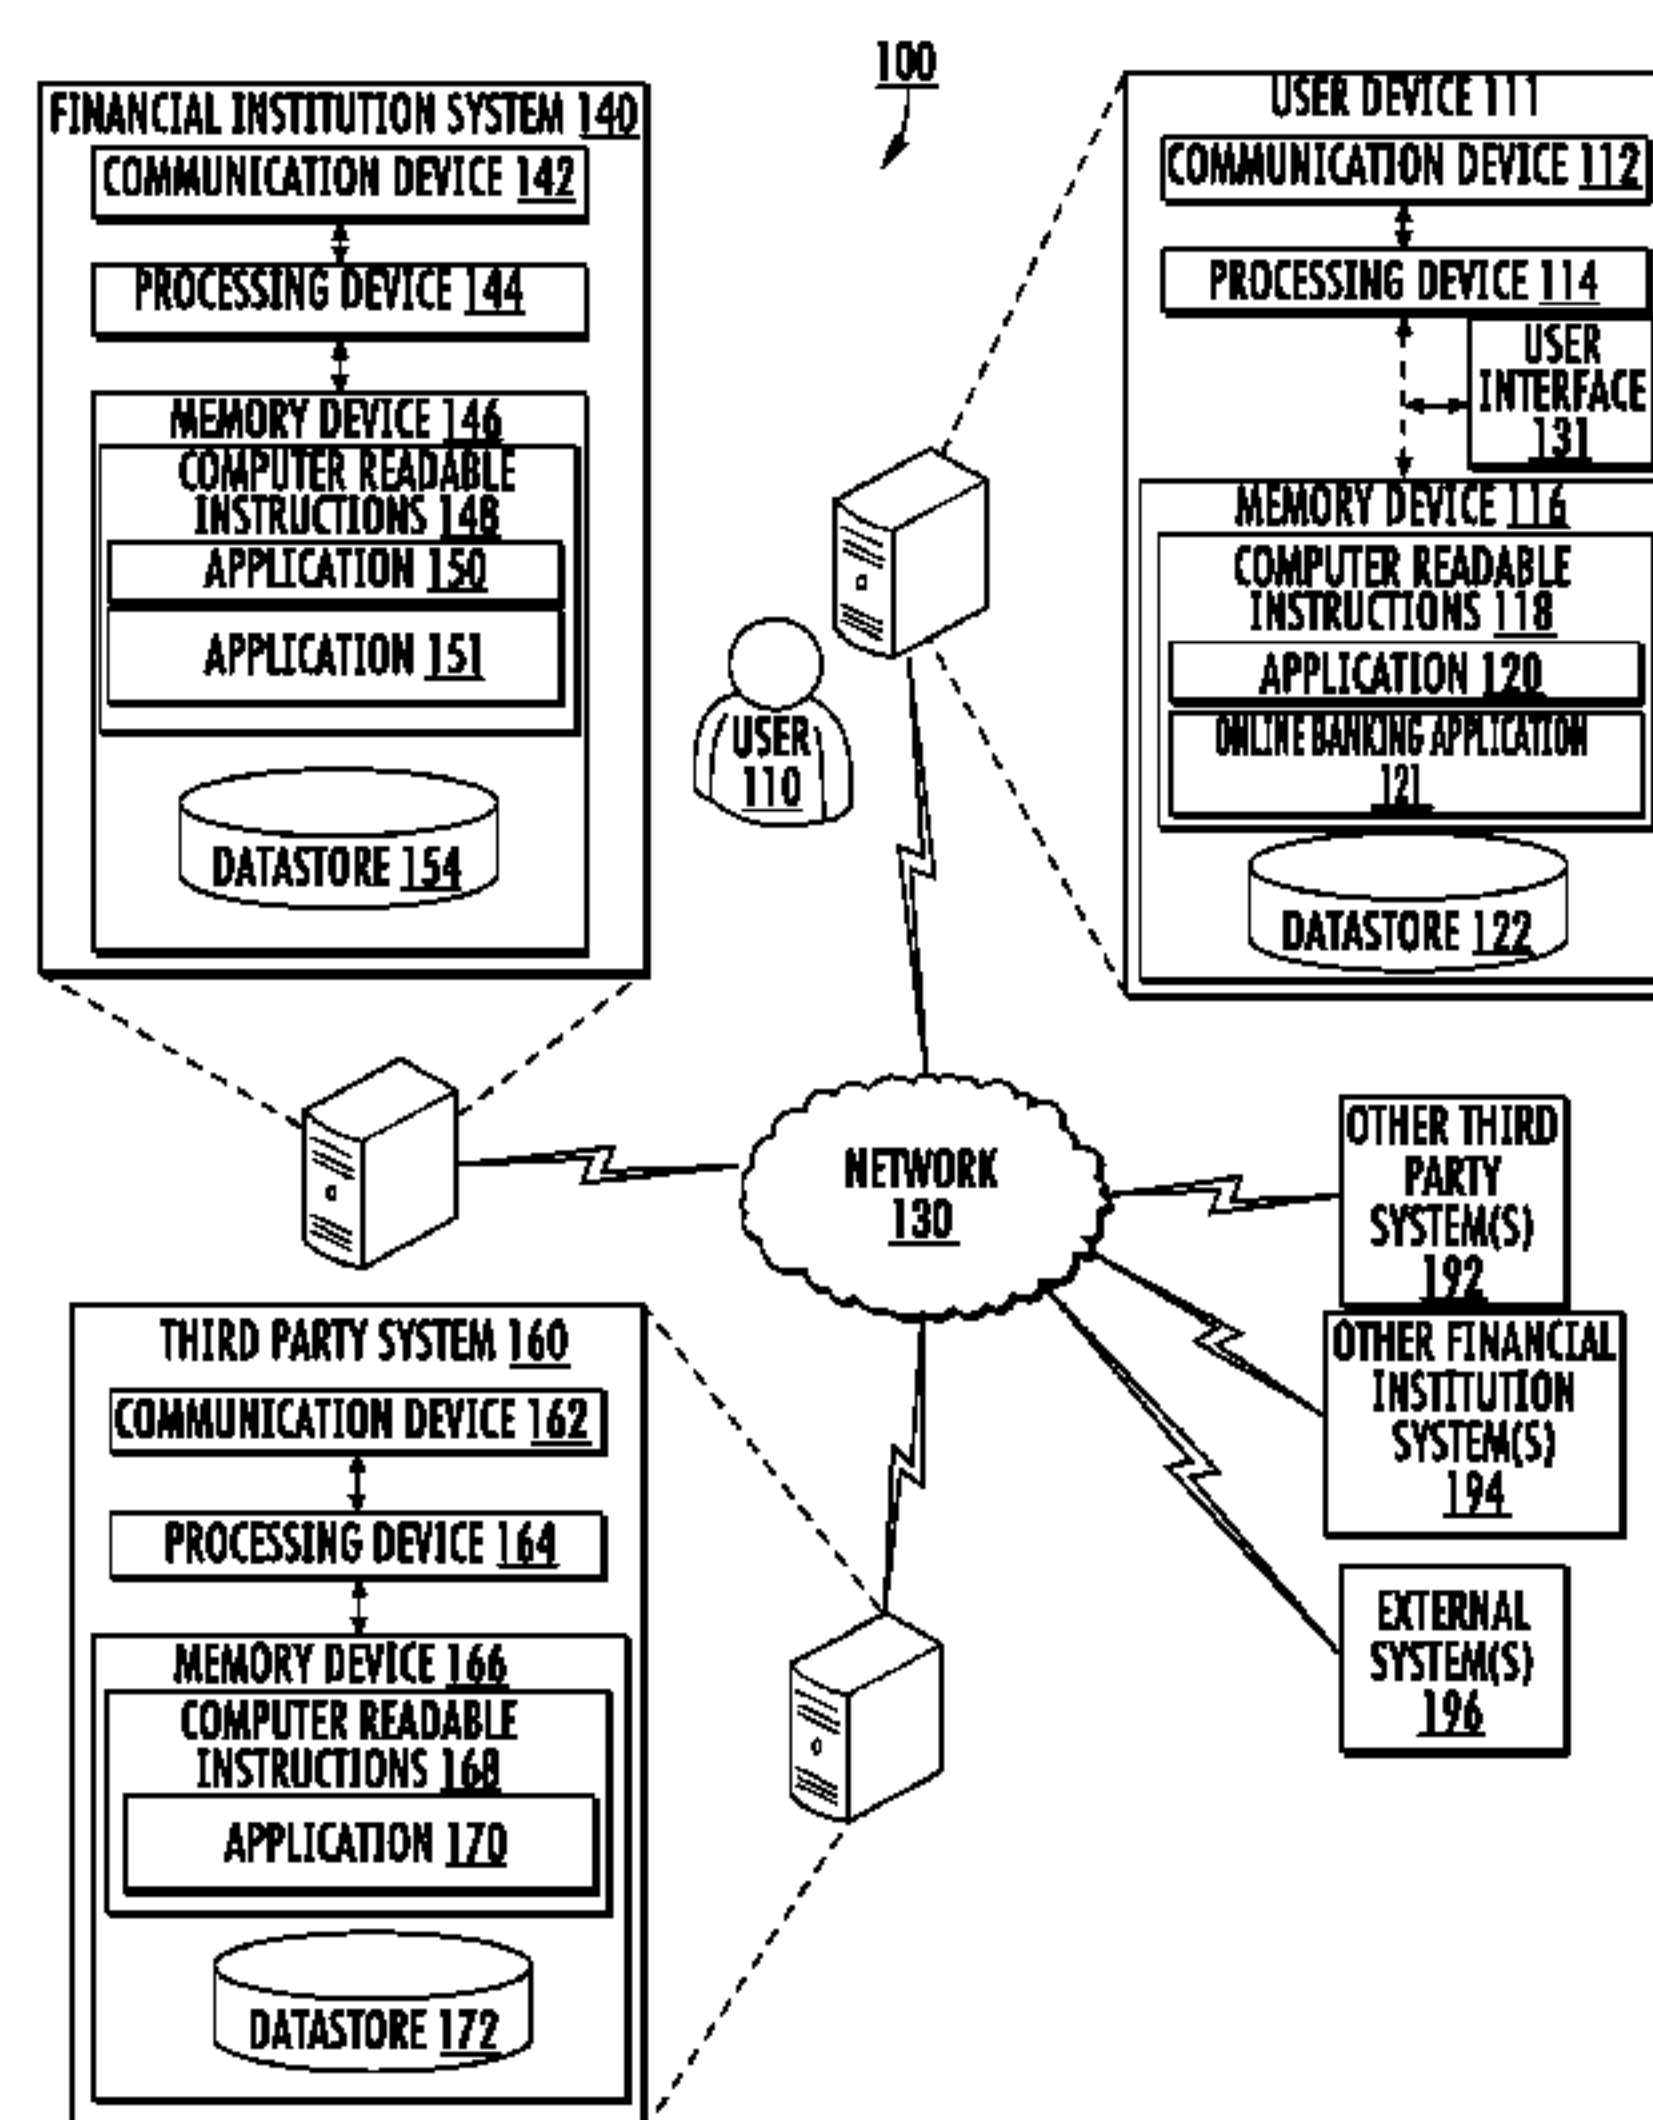 100
FINANCIAL INSTITUTION SYSTEM 140
COMMUNICATION DEVICE 142
PROCESSING DEVICE 144
MEMORY DEVICE 146
COMPUTER READABLE
INSTRUCTIONS 148
APPLICATION 150
APPLICATION 151
DATASTORE 154
USER DEVICE 111
COMMUNICATION DEVICE 112
PROCESSING DEVICE 114
USER
INTERFACE
131
MEMORY DEVICE 116
COMPUTER READABLE
INSTRUCTIONS 118
APPLICATION 120
ONLINE BANKING APPLICATION
121
DATASTORE 122
USER
110
NETWORK
130
OTHER THIRD
PARTY
SYSTEM(S)
192
OTHER FINANCIAL
INSTITUTION
SYSTEM(S)
194
EXTERNAL
SYSTEM(S)
196
THIRD PARTY SYSTEM 160
COMMUNICATION DEVICE 162
PROCESSING DEVICE 164
MEMORY DEVICE 166
COMPUTER READABLE
INSTRUCTIONS 168
APPLICATION 170
DATASTORE 172